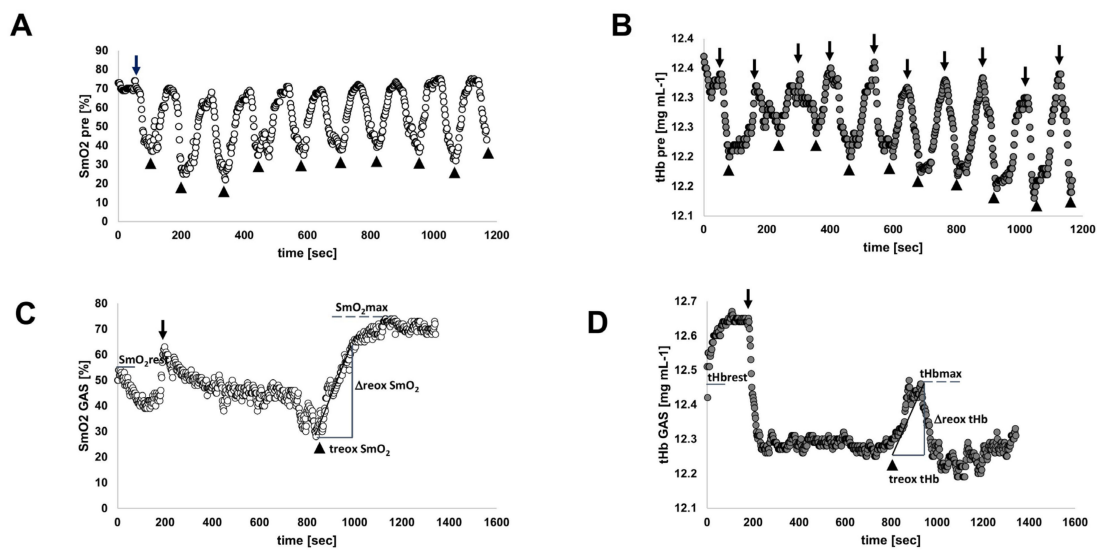 A
SmO2 pre [%]
90
80
70
60
50
40
30
20
10
0
0 200 400 600 800 1000 1200
time [sec]
B
tHb pre [mg mL-1]
12.4
12.4
12.3
12.3
12.2
12.2
12.1
0 200 400 600 800 1000 1200
time [sec]
C
SmO2 GAS [%]
80
70
60
50
40
30
20
10
0
SmO₂rest
SmO₂max
Δreox SmO₂
treox SmO₂
0 200 400 600 800 1000 1200 1400 1600
time [sec]
D
tHb GAS [mg mL-1]
12.7
12.6
12.5
12.4
12.3
12.2
12.1
tHbrest
tHbmax
Δreox tHb
treox tHb
0 200 400 600 800 1000 1200 1400 1600
time [sec]